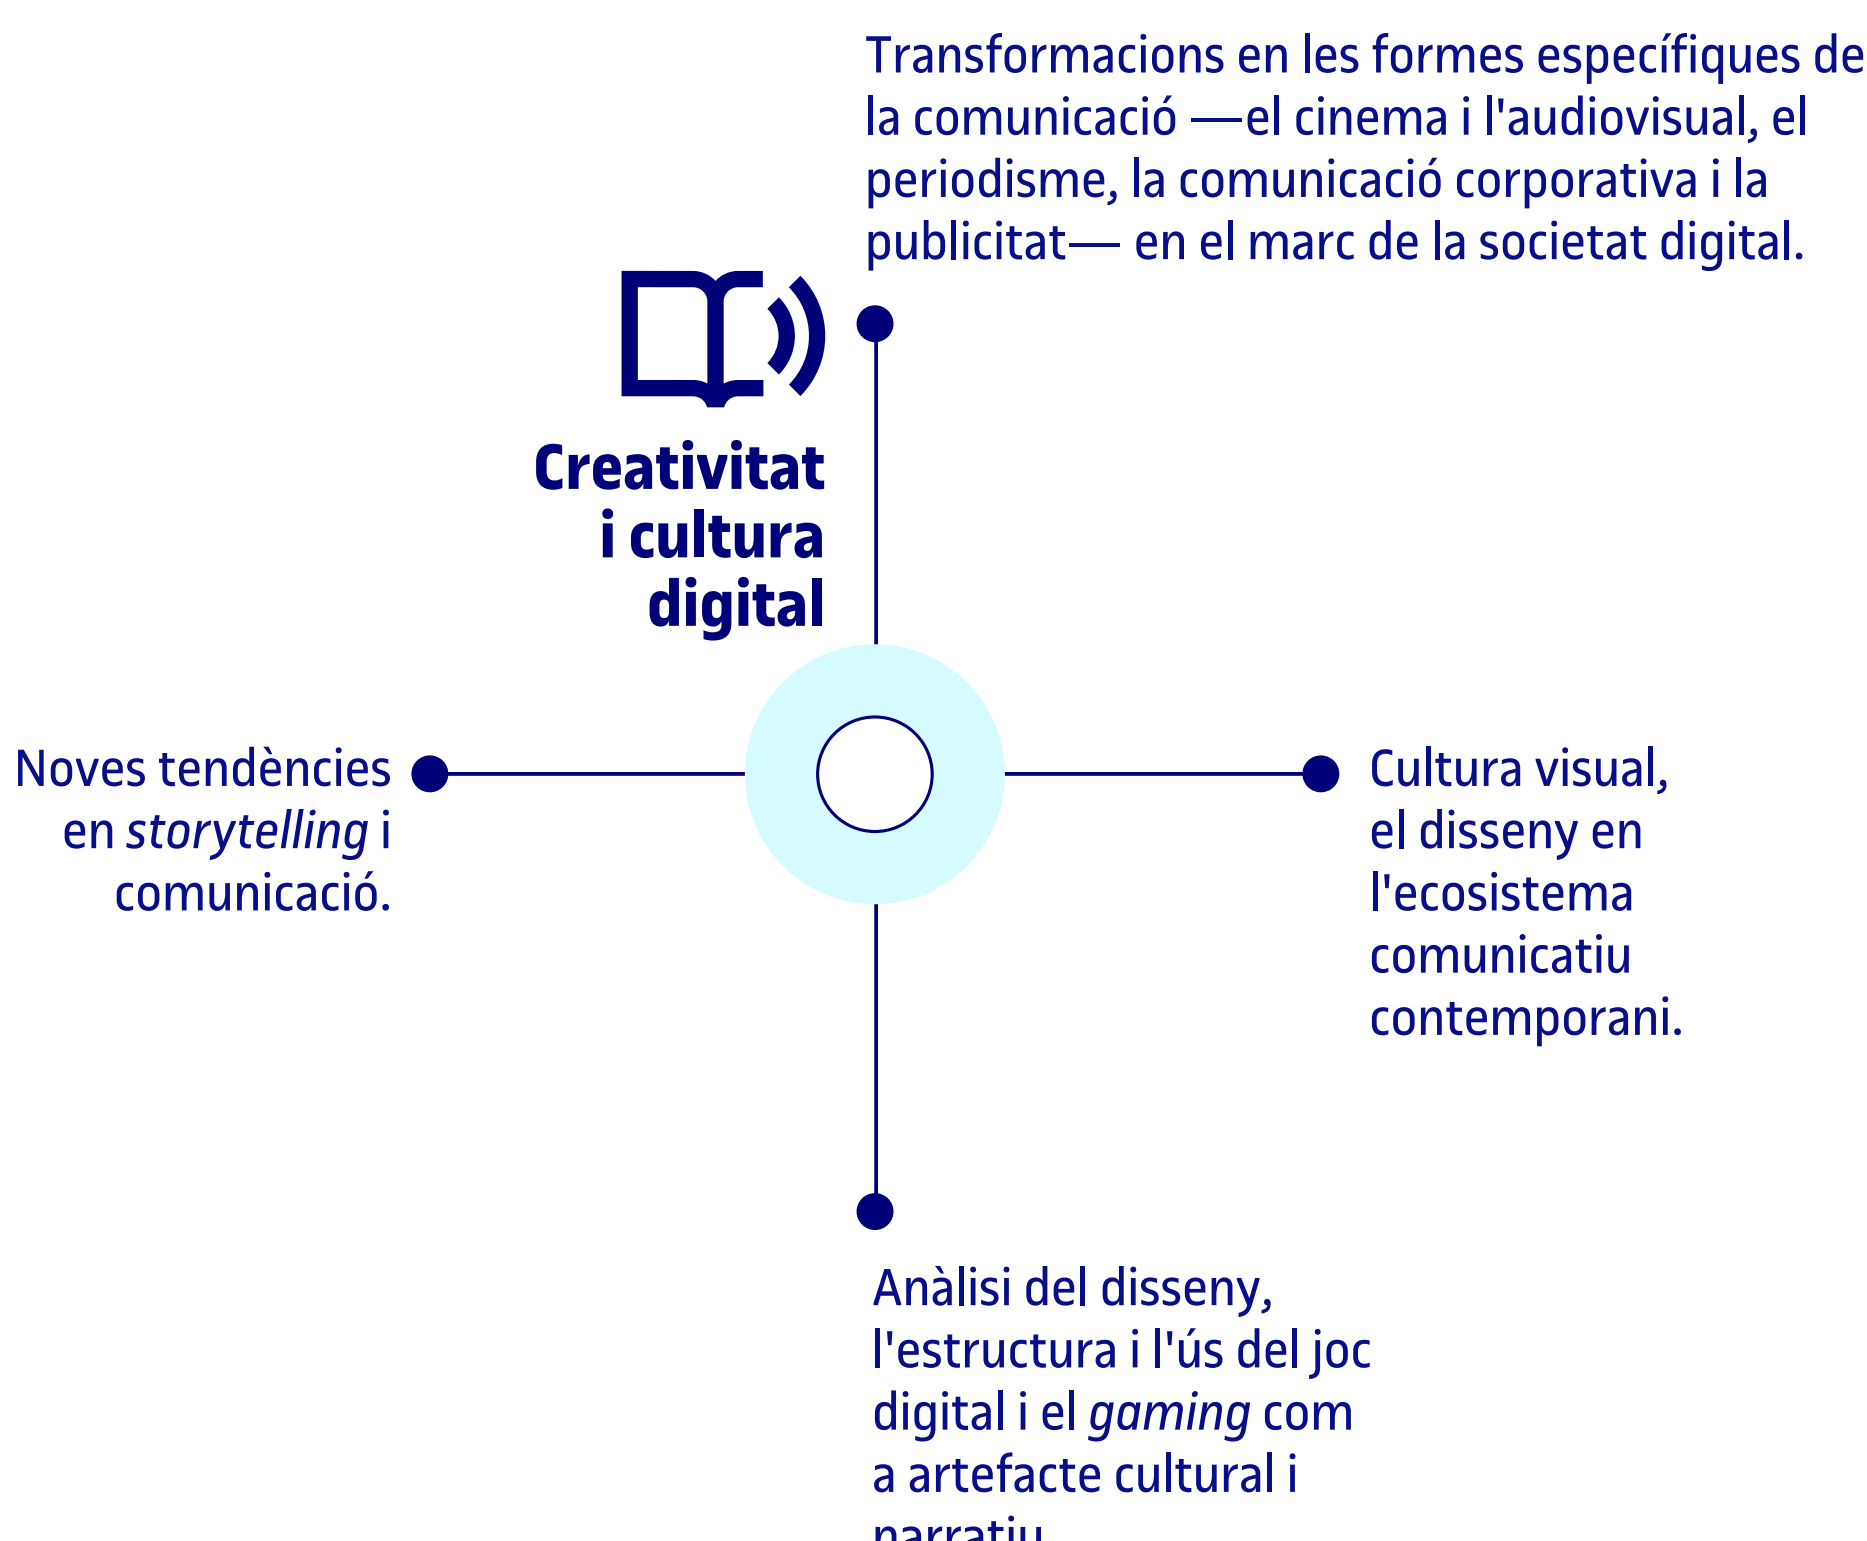 Transformacions en les formes específiques de
la comunicació —el cinema i l'audiovisual, el
periodisme, la comunicació corporativa i la
publicitat— en el marc de la societat digital.
Creativitat
i cultura
digital
Noves tendències
en storytelling i
comunicació.
Cultura visual,
el disseny en
l'ecosistema
comunicatiu
contemporani.
Anàlisi del disseny,
l'estructura i l'ús del joc
digital i el gaming com
a artefacte cultural i
narratiu